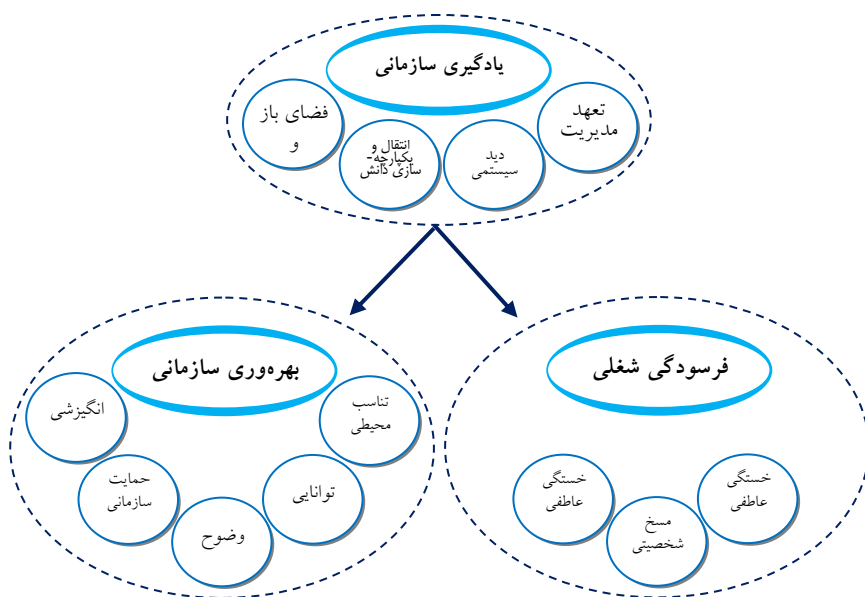 یادگیری سازمانی
تعهد
مدیریت
دید
سیستمی
انتقال و
یکپارچه-
سازی دانش
فضای باز
و
فرسودگی شغلی
خستگی
عاطفی
مسخ
شخصیتی
خستگی
عاطفی
بهره‌وری سازمانی
تناسب
محیطی
توانایی
وضوح
حمایت
سازمانی
انگیزشی